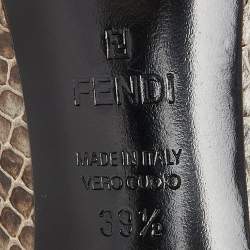 FENDI
MADE IN ITALY
VERO CUOIO
39½